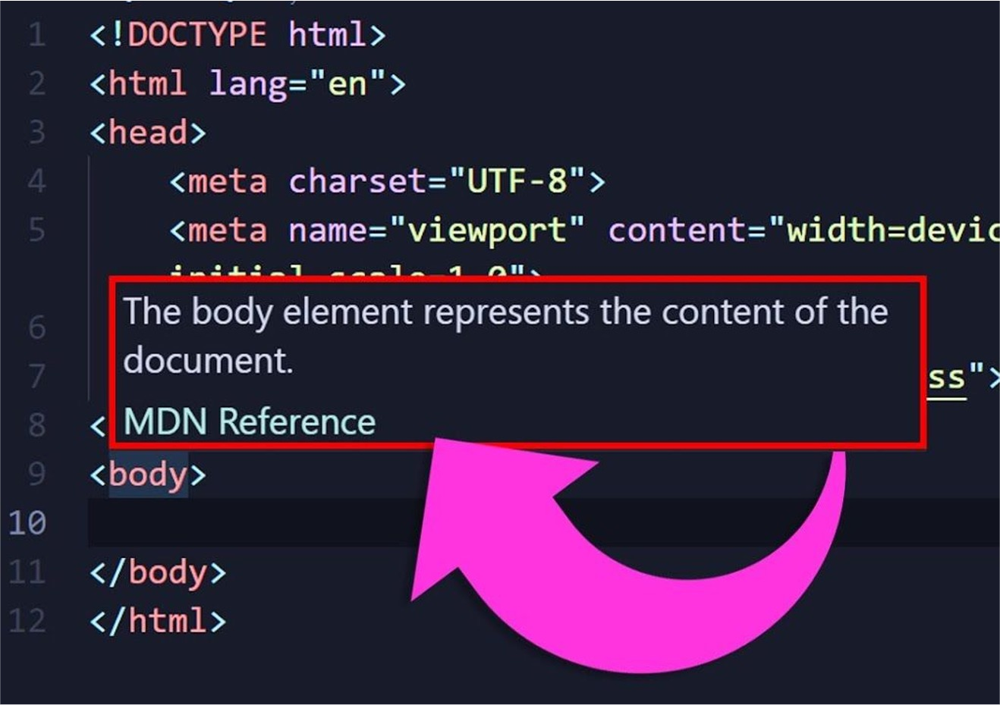 1 <!DOCTYPE html>
2 <html lang="en">
3 <head>
4 <meta charset="UTF-8">
5 <meta name="viewport" content="width=devic
initial-scale=1.0">
The body element represents the content of the
6
document.
7 ss">
MDN Reference
8 <
9 <body>
10
11 </body>
12 </html>